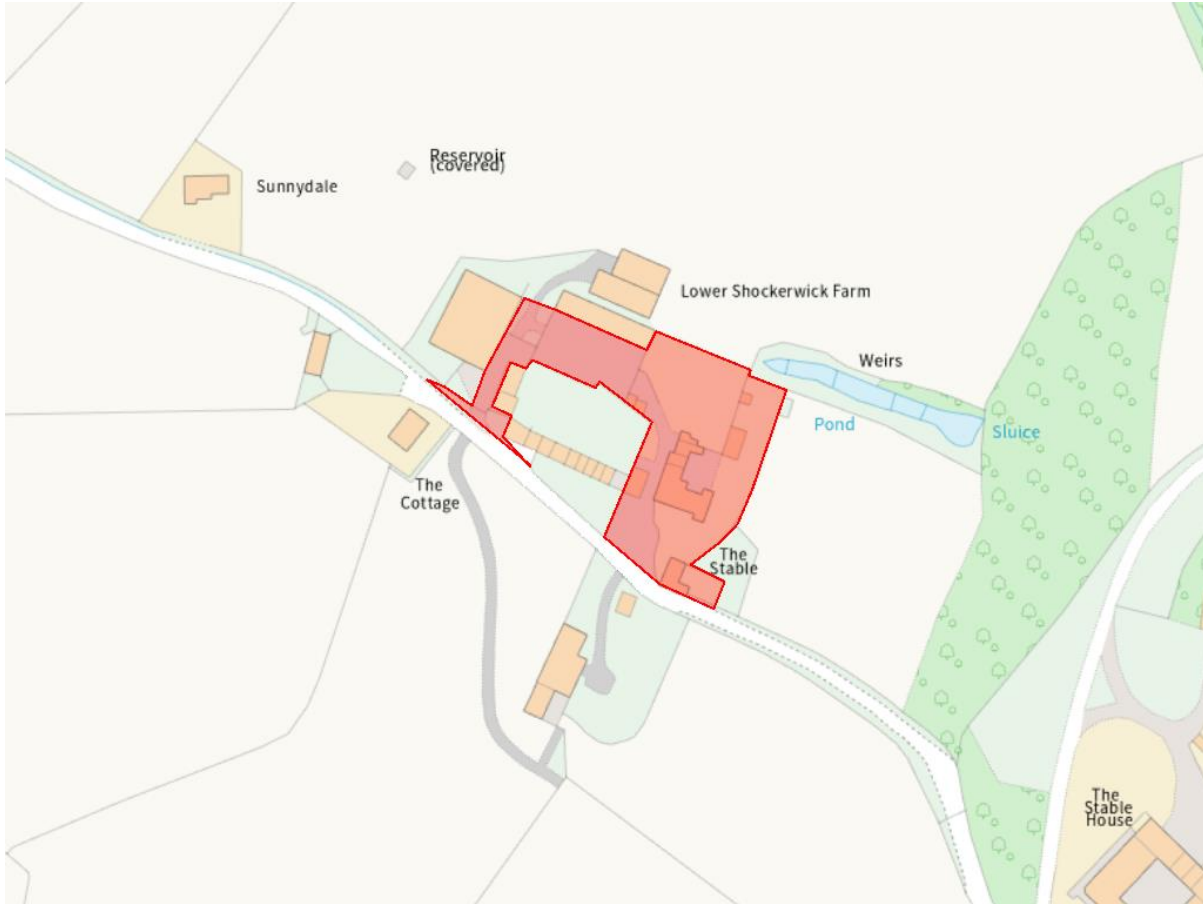 Reservoir
(covered)
Sunnydale
Lower Shockerwick Farm
Weirs
Pond
Sluice
The
Cottage
The
Stable
The
Stable
House